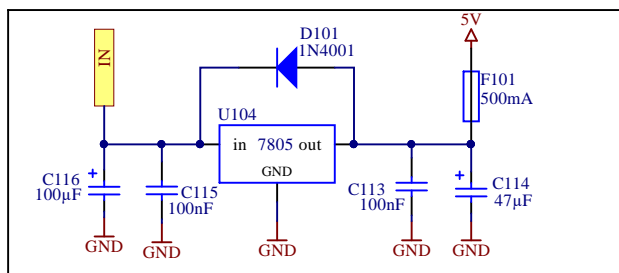 IN
D101
1N4001
5V
F101
500mA
U104
in 7805 out
GND
C116
+
100µF
C115
100nF
C113
100nF
+
C114
47µF
GND
GND
GND
GND
GND